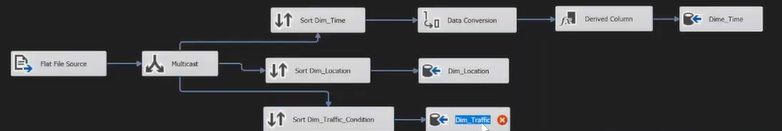 Sort Dim_Time
Data Conversion
Derived Column
Dime_Time
Flat File Source
Multicast
Sort Dim_Location
Dim_Location
Sort Dim_Traffic_Condition
Dim_Traffic